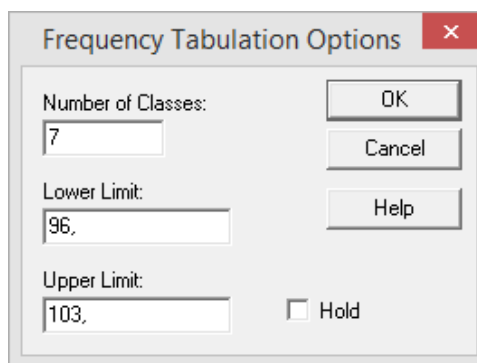 Frequency Tabulation Options
x
Number of Classes:
7
OK
Cancel
Lower Limit:
96,
Help
Upper Limit:
103,
Hold